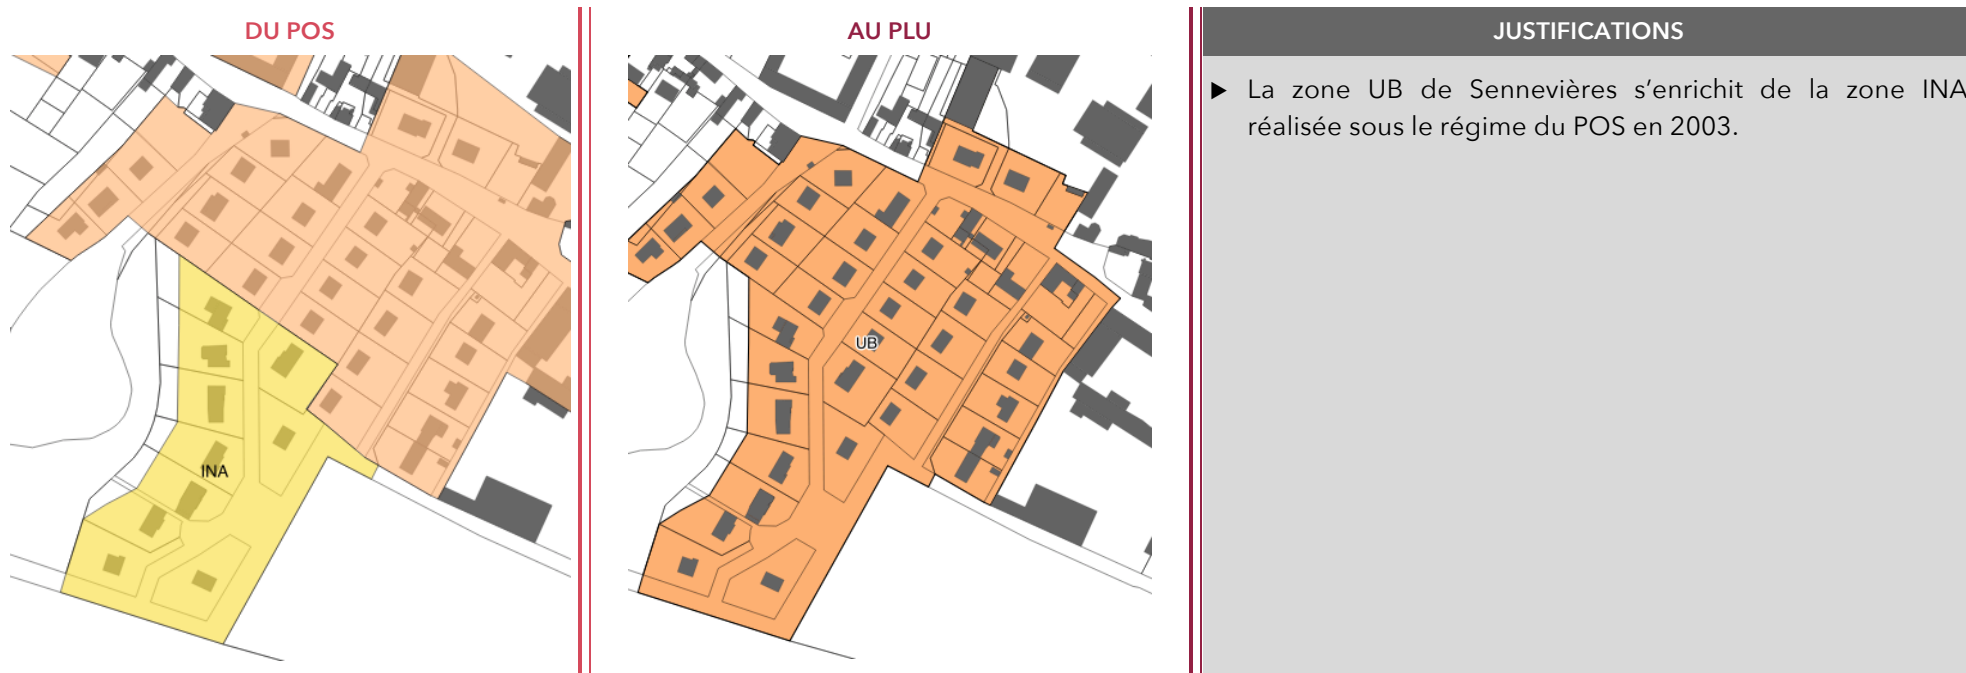 DU POS
AU PLU
JUSTIFICATIONS
La zone UB de Sennevières s'enrichit de la zone INA
réalisée sous le régime du POS en 2003.
INA
UB